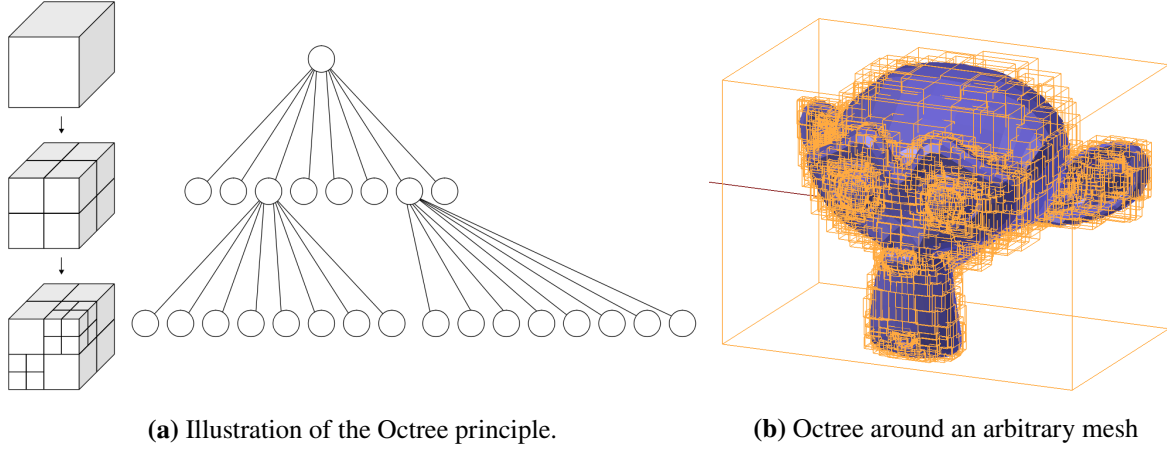 (a) Illustration of the Octree principle.
(b) Octree around an arbitrary mesh